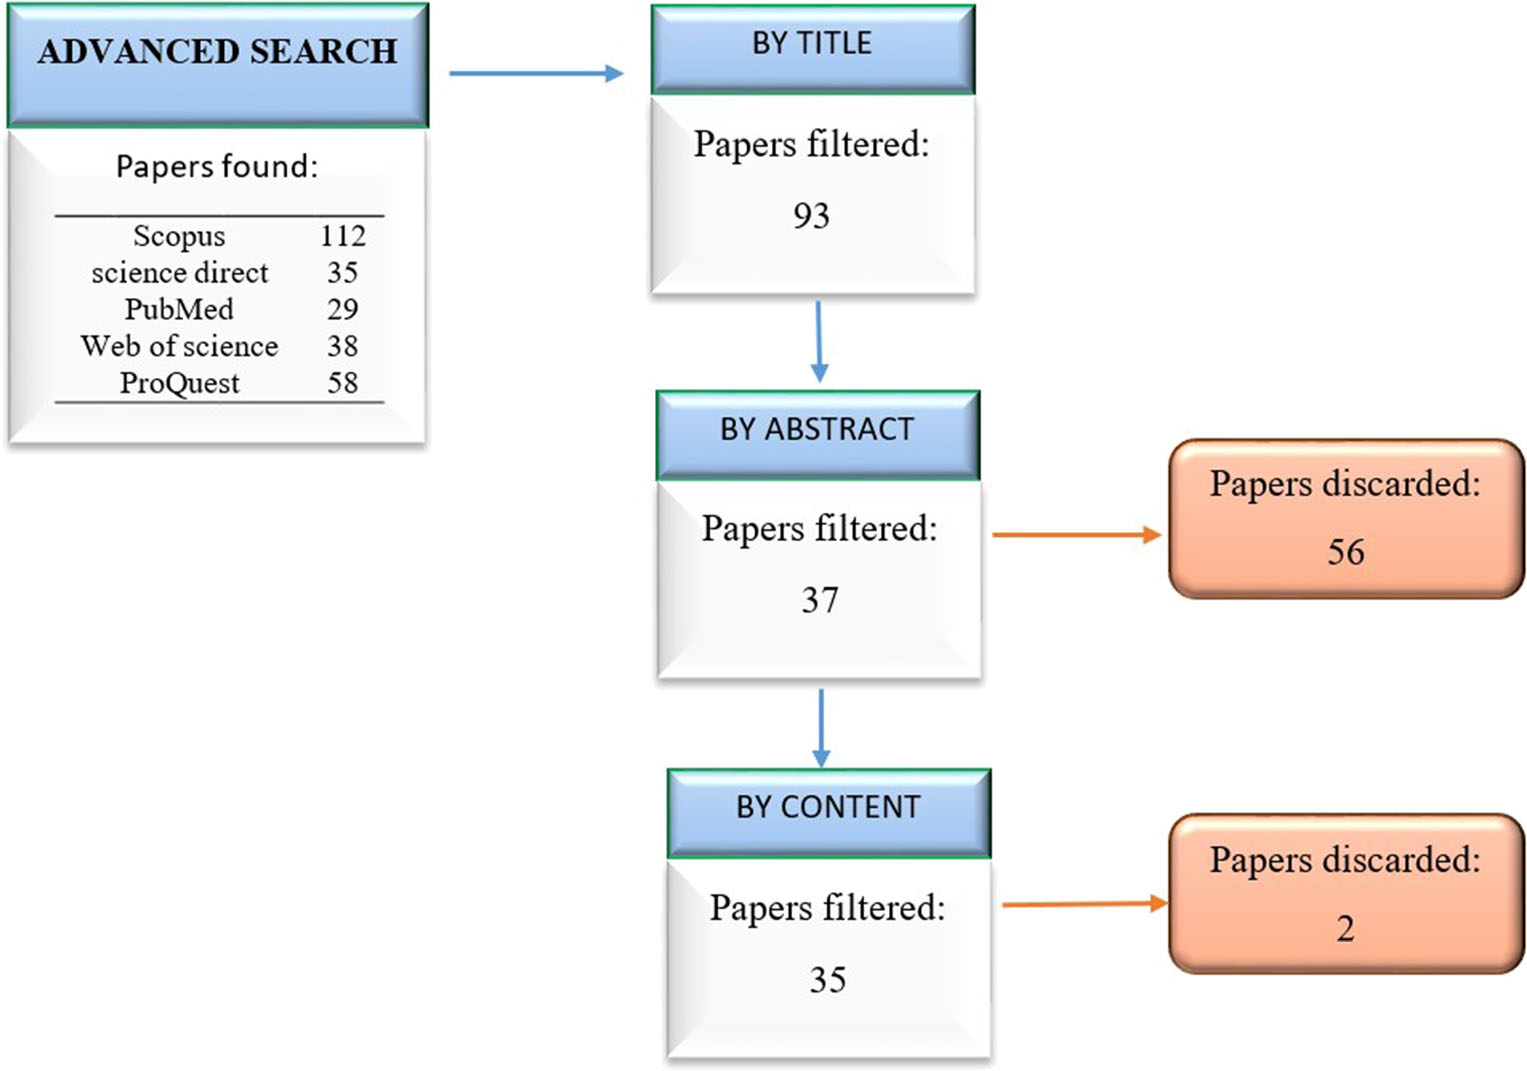 ADVANCED SEARCH
Papers found:
Scopus 112
science direct 35
PubMed 29
Web of science 38
ProQuest 58
BY TITLE
Papers filtered:
93
BY ABSTRACT
Papers filtered:
37
Papers discarded:
56
BY CONTENT
Papers filtered:
35
Papers discarded:
2